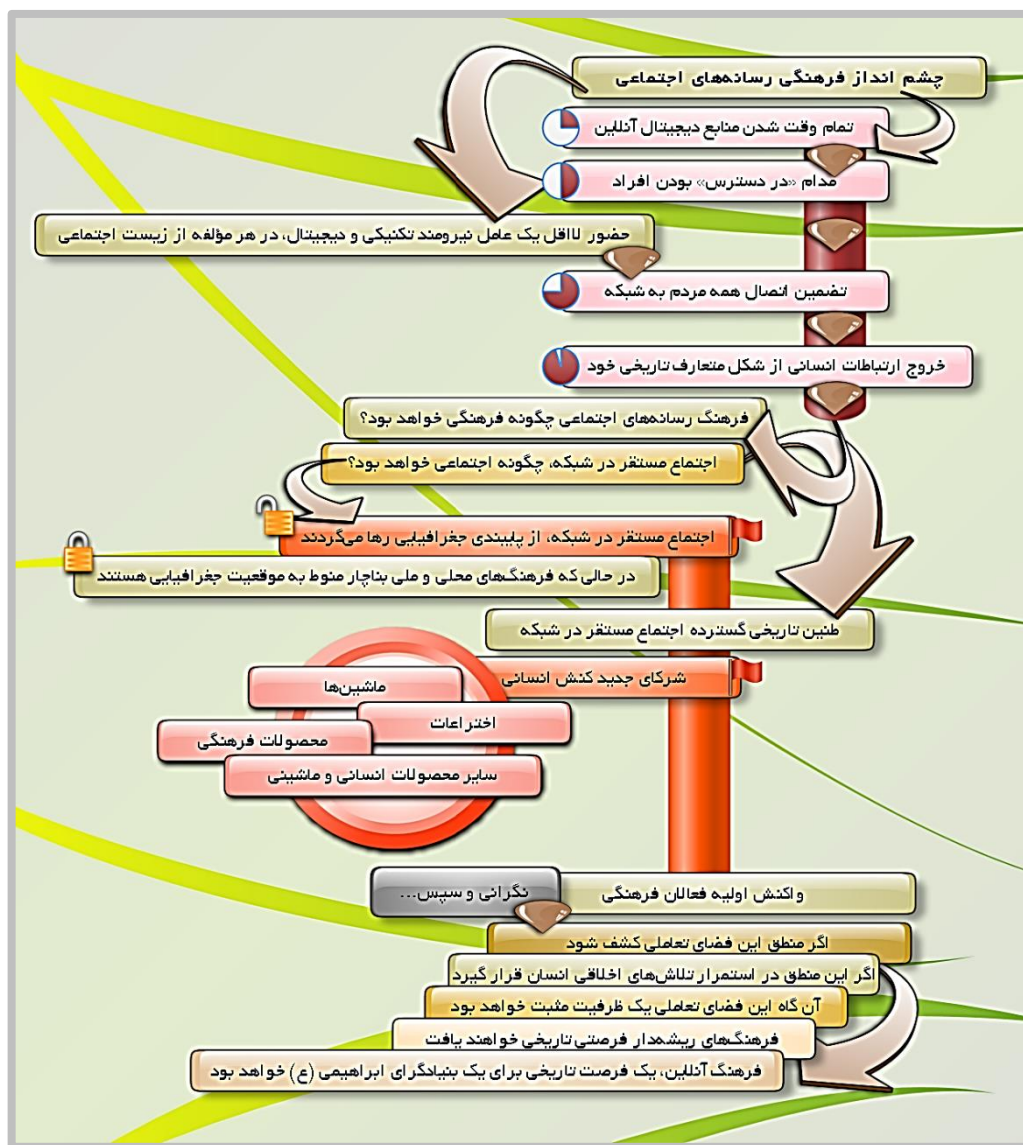 چشم انداز فرهنگی رسانه‌های اجتماعی
تمام وقت شدن منابع دیجیتال آنلاین
مدام «در دسترس» بودن افراد
حضور لااقل یک عامل نیرومند تکنیکی و دیجیتال، در هر مؤلفه از زیست اجتماعی
تضمین اتصال همه مردم به شبکه
خروج ارتباطات انسانی از شکل متعارف تاریخی خود
فرهنگ رسانه‌های اجتماعی چگونه فرهنگی خواهد بود؟
اجتماع مستقر در شبکه، چگونه اجتماعی خواهد بود؟
اجتماع مستقر در شبکه، از پایبندی جغرافیایی رها می‌گردند
در حالی که فرهنگ‌های محلی و ملی بناچار منوط به موقعیت جغرافیایی هستند
طنین تاریخی گسترده اجتماع مستقر در شبکه
شرکای جدید کنش انسانی
ماشین‌ها
اختراعات
محصولات فرهنگی
سایر محصولات انسانی و ماشینی
واکنش اولیه فعالان فرهنگی
نگرانی و سپس...
اگر منطق این فضای تعاملی کشف شود
اگر این منطق در استمرار تلاش‌های اخلاقی انسان قرار گیرد
آن گاه این فضای تعاملی یک ظرفیت مثبت خواهد بود
فرهنگ‌های ریشه‌دار فرصتی تاریخی خواهند یافت
فرهنگ آنلاین، یک فرصت تاریخی برای یک بنیادگرای ابراهیمی (ع) خواهد بود